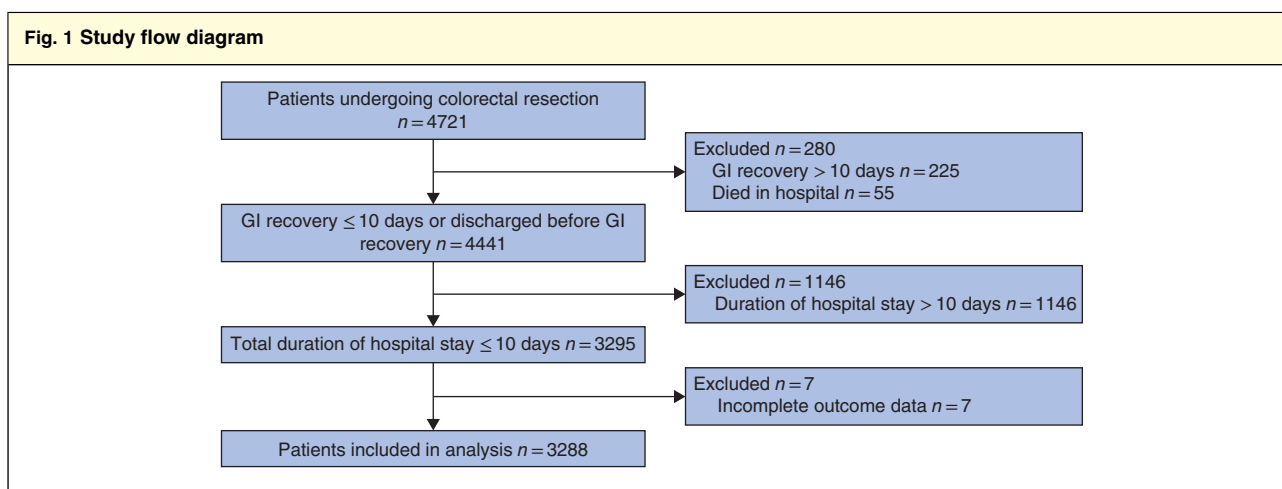 Fig. 1 Study flow diagram
Patients undergoing colorectal resection
n = 4721
Excluded n = 280
GI recovery > 10 days n = 225
Died in hospital n = 55
GI recovery ≤ 10 days or discharged before GI
recovery n = 4441
Excluded n = 1146
Duration of hospital stay > 10 days n = 1146
Total duration of hospital stay ≤ 10 days n = 3295
Excluded n = 7
Incomplete outcome data n = 7
Patients included in analysis n = 3288